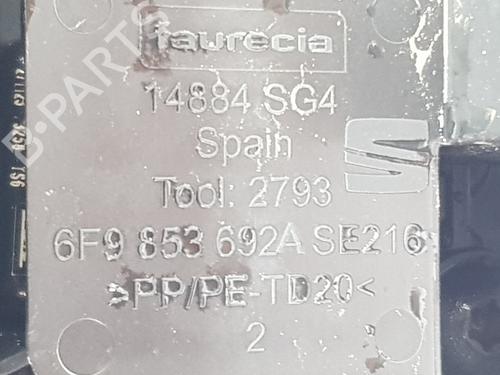 faurecia
14884 SG4
Spain
Tool: 2793
6F9 853 692A SE216
>PP/PE-TD20<
2
B-PARTS